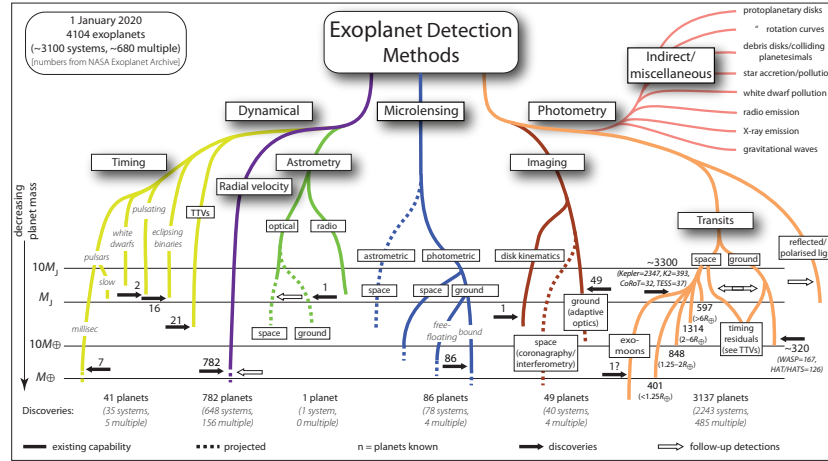 1 January 2020
4104 exoplanets
(~3100 systems, ~680 multiple)
[numbers from NASA Exoplanet Archive]
Exoplanet Detection
Methods
protoplanetary disks
" rotation curves
debris disks/colliding
planetesimals
star accretion/pollution
white dwarf pollution
radio emission
X-ray emission
gravitational waves
Indirect/
miscellaneous
Dynamical
Microlensing
Photometry
Timing
Astrometry
Imaging
Radial velocity
Transits
decreasing
planet mass
pulsars
slow
millisec
white
dwarfs
pulsating
eclipsing
binaries
TTVs
optical
radio
space
ground
astrometric
photometric
space
space
ground
free-
floating
bound
disk kinematics
space
(coronagraphy/
interferometry)
ground
(adaptive
optics)
space
ground
reflected/
polarised lig
~3300
(Kepler=2347, K2=393,
CoRoT=32, TESS=37)
exo-
moons
timing
residuals
(see TTVs)
597
(>6R⊕)
1314
(2–6R⊕)
848
(1.25–2R⊕)
401
(<1.25R⊕)
~320
(WASP=167,
HAT/HATS=126)
10MJ
MJ
10M⊕
M⊕
2
16
21
7
782
1
86
1
49
1?
Discoveries:
41 planets
(35 systems,
5 multiple)
782 planets
(648 systems,
156 multiple)
1 planet
(1 system,
0 multiple)
86 planets
(78 systems,
4 multiple)
49 planets
(40 systems,
4 multiple)
3137 planets
(2243 systems,
485 multiple)
existing capability
projected
n = planets known
discoveries
follow-up detections